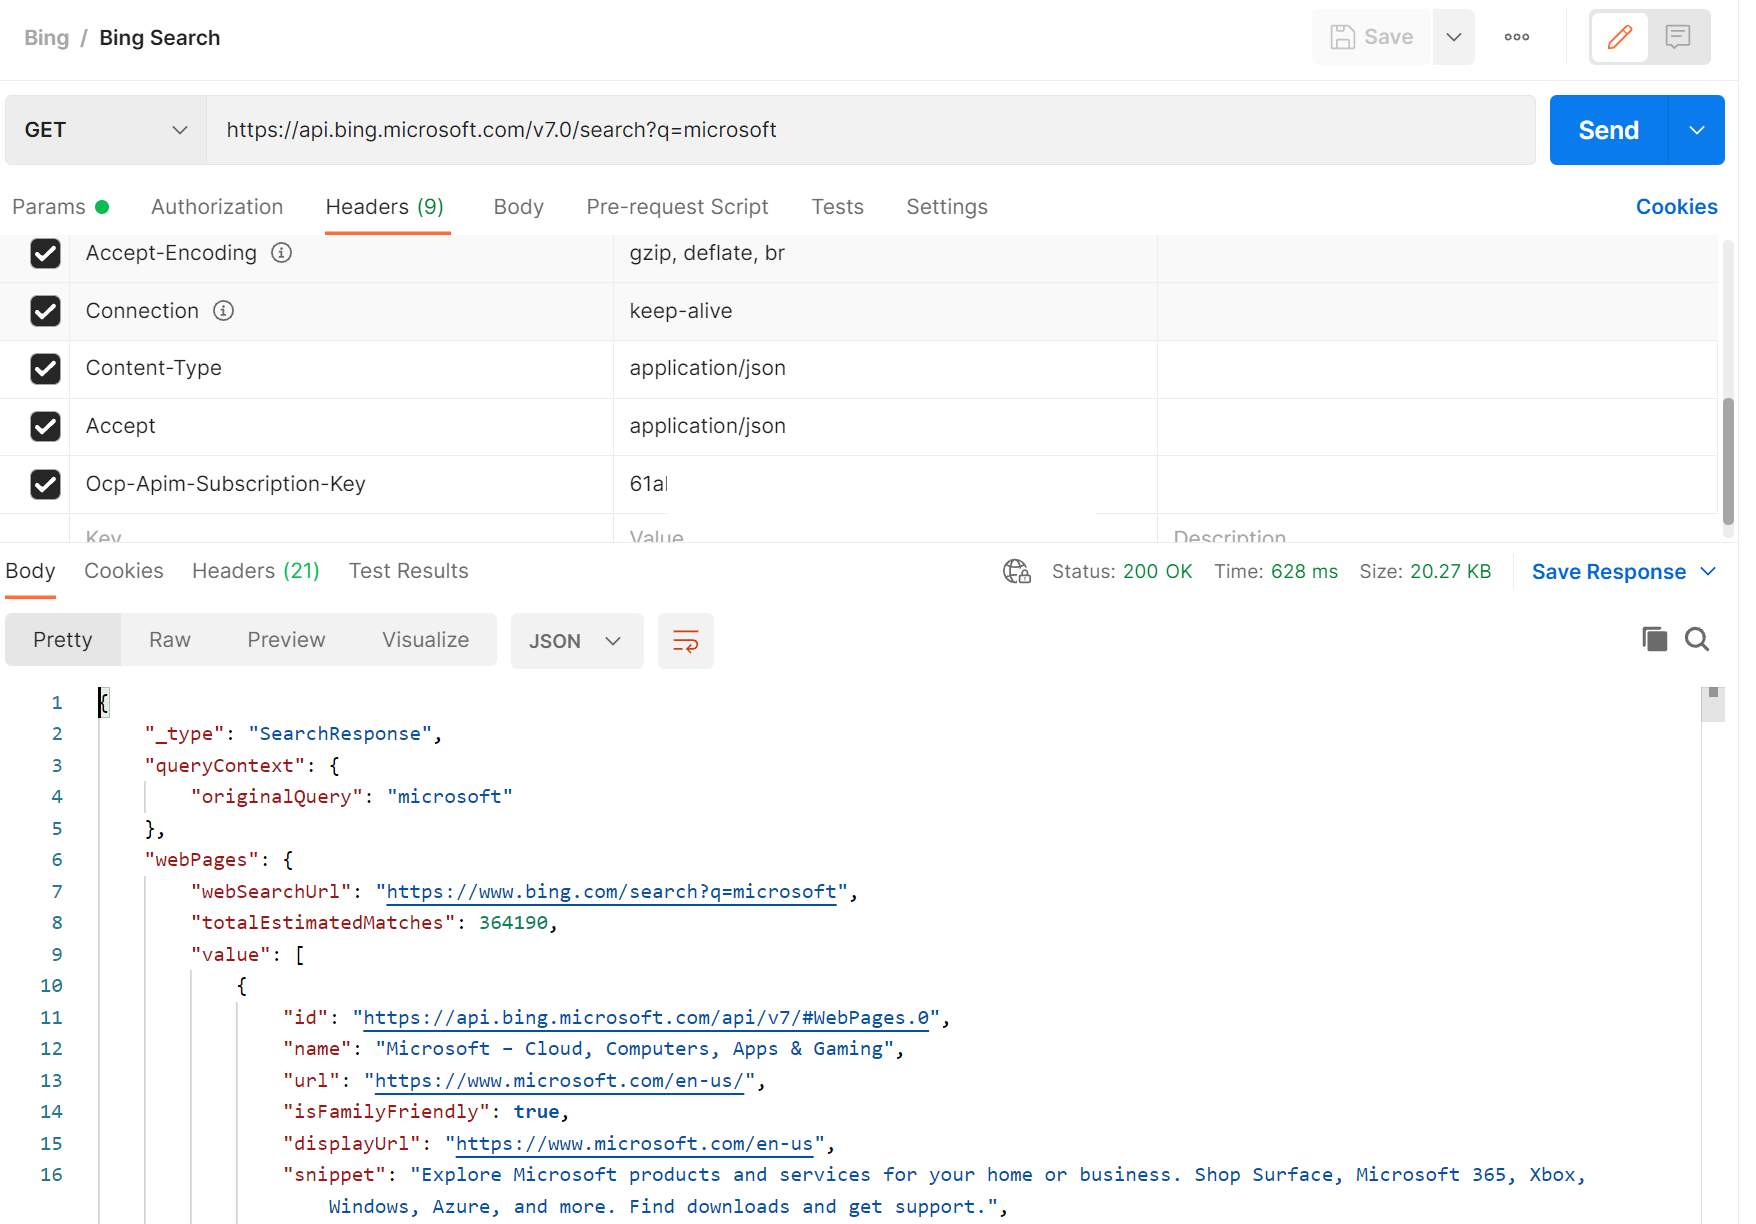 Bing / Bing Search
Save
GET
https://api.bing.microsoft.com/v7.0/search?q=microsoft
Send
Params Authorization Headers (9) Body Pre-request Script Tests Settings Cookies
Accept-Encoding gzip, deflate, br
Connection keep-alive
Content-Type application/json
Accept application/json
Ocp-Apim-Subscription-Key
Key Value Description
Body Cookies Headers (21) Test Results Status: 200 OK Time: 628 ms Size: 20.27 KB Save Response
Pretty Raw Preview Visualize JSON
1 {
2 "_type": "SearchResponse",
3 "queryContext": {
4 "originalQuery": "microsoft"
5 },
6 "webPages": {
7 "webSearchUrl": "https://www.bing.com/search?q=microsoft",
8 "totalEstimatedMatches": 364190,
9 "value": [
10 {
11 "id": "https://api.bing.microsoft.com/api/v7/#WebPages.0",
12 "name": "Microsoft – Cloud, Computers, Apps & Gaming",
13 "url": "https://www.microsoft.com/en-us/",
14 "isFamilyFriendly": true,
15 "displayUrl": "https://www.microsoft.com/en-us",
16 "snippet": "Explore Microsoft products and services for your home or business. Shop Surface, Microsoft 365, Xbox,
Windows, Azure, and more. Find downloads and get support.",